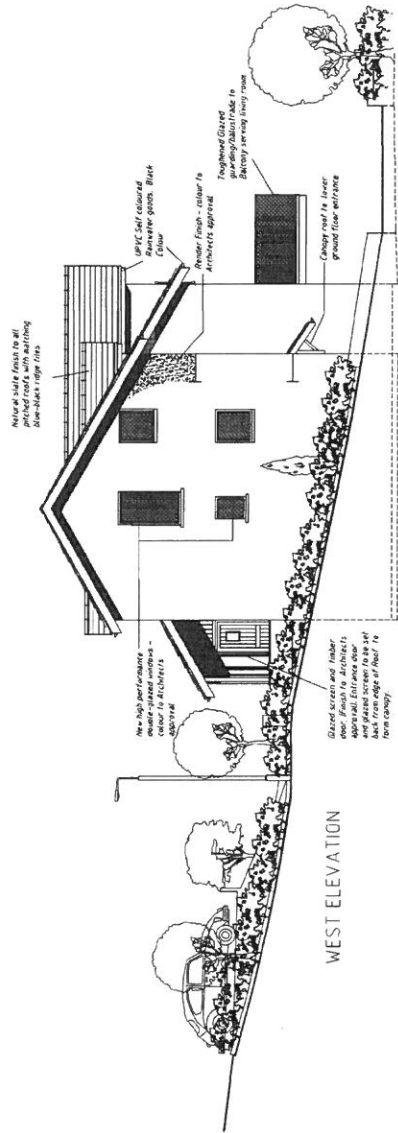 Natural slate finish to all
pitched roofs with matching
blue-black ridge tiles
UPVC Self coloured
Rainwater goods. Black
Colour
Render Finish - colour to
Architects approval
Toughened Glazed
guarding/balustrade to
Balcony serving living room
Canopy roof to lower
ground floor entrance
New high performance
double-glazed windows -
colour to Architects
approval
Glazed screen and timber
door. (Finish to Architects
approval). Entrance door
and glazed screen to be set
back from edge of Roof to
form canopy.
WEST ELEVATION